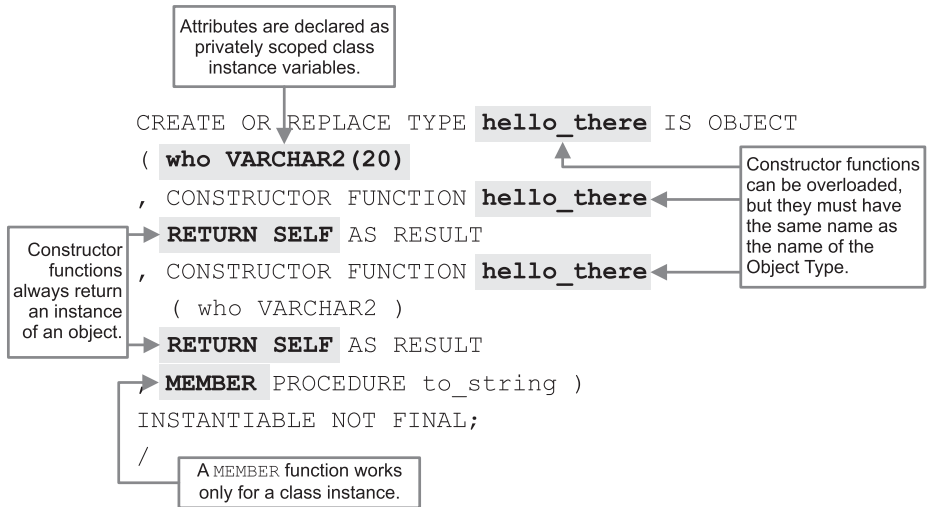 Attributes are declared as
privately scoped class
instance variables.
CREATE OR REPLACE TYPE hello_there IS OBJECT
( who VARCHAR2(20)
, CONSTRUCTOR FUNCTION hello_there
RETURN SELF AS RESULT
, CONSTRUCTOR FUNCTION hello_there
( who VARCHAR2 )
RETURN SELF AS RESULT
, MEMBER PROCEDURE to_string )
INSTANTIABLE NOT FINAL;
/
Constructor functions
can be overloaded,
but they must have
the same name as
the name of the
Object Type.
Constructor
functions
always return
an instance
of an object.
A MEMBER function works
only for a class instance.